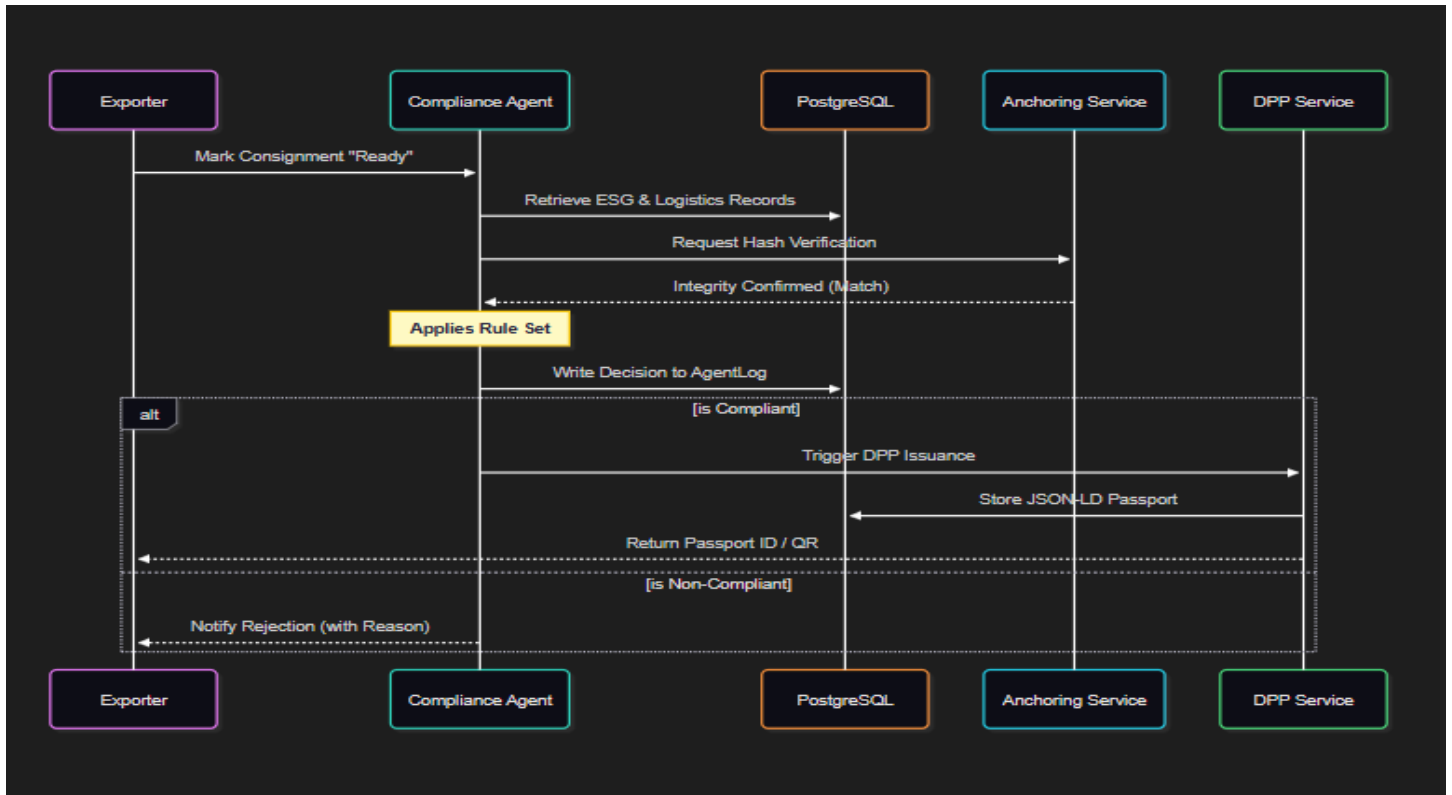 Exporter
Compliance Agent
PostgreSQL
Anchoring Service
DPP Service
Mark Consignment "Ready"
Retrieve ESG & Logistics Records
Request Hash Verification
Integrity Confirmed (Match)
Applies Rule Set
Write Decision to AgentLog
alt
[is Compliant]
Trigger DPP Issuance
Store JSON-LD Passport
Return Passport ID / QR
[is Non-Compliant]
Notify Rejection (with Reason)
Exporter
Compliance Agent
PostgreSQL
Anchoring Service
DPP Service